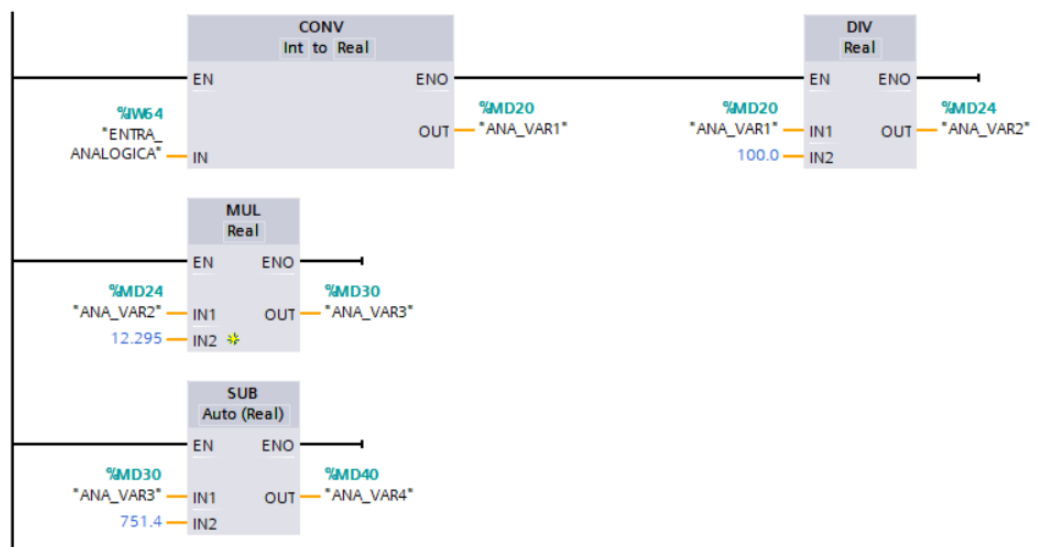 CONV
Int to Real
EN
ENO
%IW64
"ENTRA_
ANALOGICA"
IN
%MD20
OUT
"ANA_VAR1"
DIV
Real
EN
ENO
%MD20
"ANA_VAR1"
IN1
100.0
IN2
%MD24
OUT
"ANA_VAR2"
MUL
Real
EN
ENO
%MD24
"ANA_VAR2"
IN1
12.295
IN2
%MD30
OUT
"ANA_VAR3"
SUB
Auto (Real)
EN
ENO
%MD30
"ANA_VAR3"
IN1
751.4
IN2
%MD40
OUT
"ANA_VAR4"